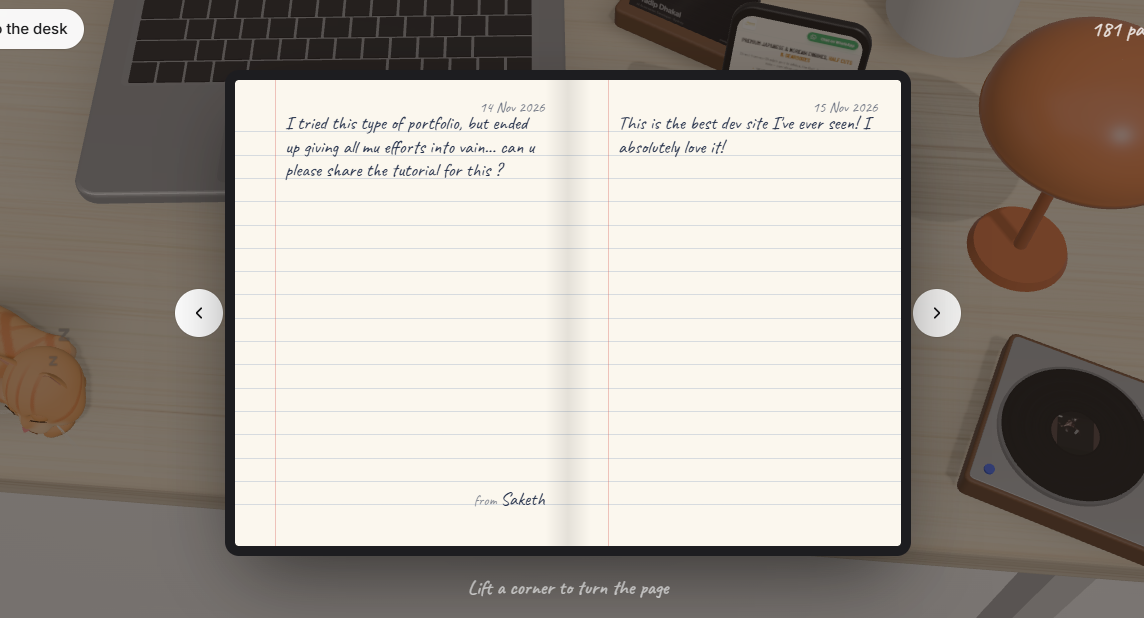 the desk
Tadip Dhakal
181
14 Nov 2026
I tried this type of portfolio, but ended
up giving all mu efforts into vain... can u
please share the tutorial for this ?
from Saketh
15 Nov 2026
This is the best dev site I've ever seen! I
absolutely love it!
z
z
Lift a corner to turn the page